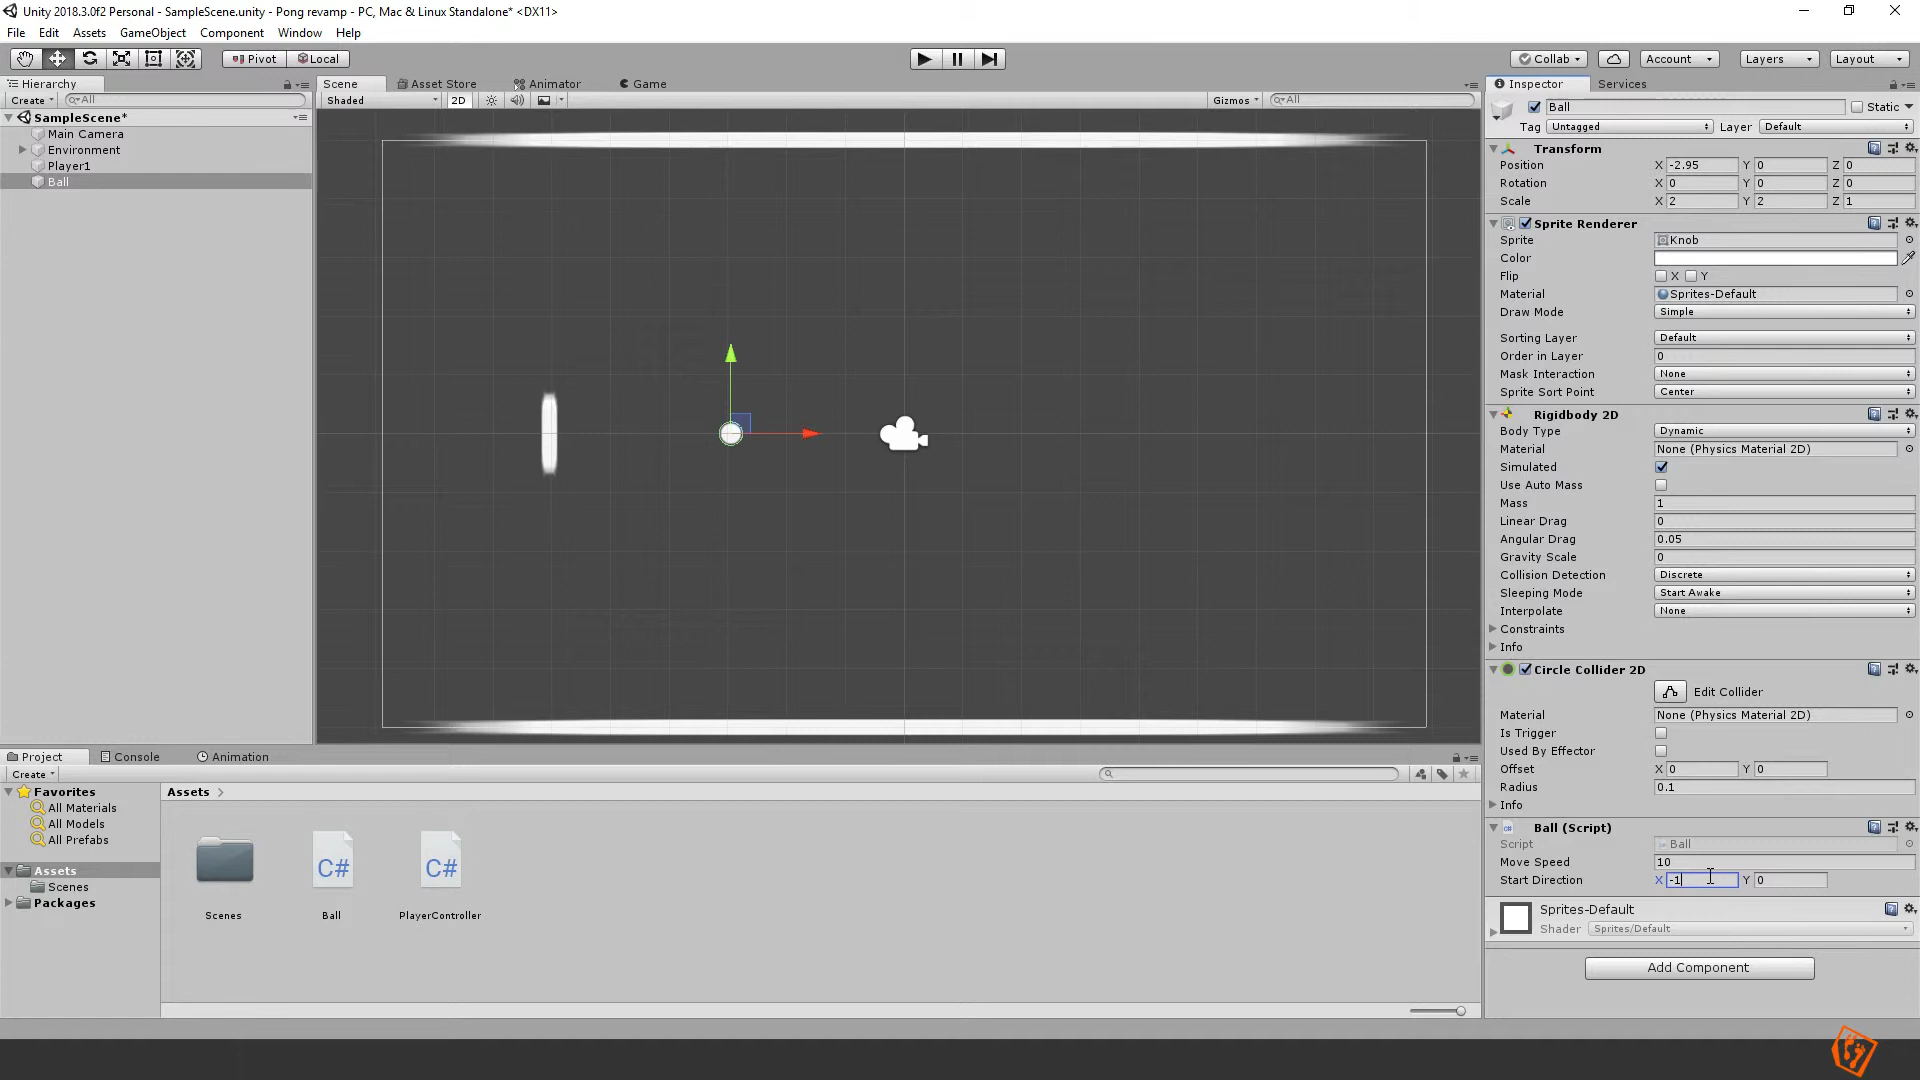 Unity 2018.3.0f2 Personal - SampleScene.unity - Pong revamp - PC, Mac & Linux Standalone* <DX11>
File Edit Assets GameObject Component Window Help
Pivot Local Collab Account Layers Layout
Hierarchy
Create All
SampleScene*
Main Camera
Environment
Player1
Ball
Scene Asset Store Animator Game
Shaded 2D Gizmos All
Inspector Services
Ball Static
Tag Untagged Layer Default
Transform
Position X -2.95 Y 0 Z 0
Rotation X 0 Y 0 Z 0
Scale X 2 Y 2 Z 1
Sprite Renderer
Sprite Knob
Color
Flip X Y
Material Sprites-Default
Draw Mode Simple
Sorting Layer Default
Order in Layer 0
Mask Interaction None
Sprite Sort Point Center
Rigidbody 2D
Body Type Dynamic
Material None (Physics Material 2D)
Simulated
Use Auto Mass
Mass 1
Linear Drag 0
Angular Drag 0.05
Gravity Scale 0
Collision Detection Discrete
Sleeping Mode Start Awake
Interpolate None
Constraints
Info
Circle Collider 2D
Edit Collider
Material None (Physics Material 2D)
Is Trigger
Used By Effector
Offset X 0 Y 0
Radius 0.1
Info
Ball (Script)
Script Ball
Move Speed 10
Start Direction X -1 Y 0
Sprites-Default
Shader Sprites/Default
Add Component
Project Console Animation
Create
Favorites
All Materials
All Models
All Prefabs
Assets
Scenes
Packages
Assets
C# C#
Scenes Ball PlayerController